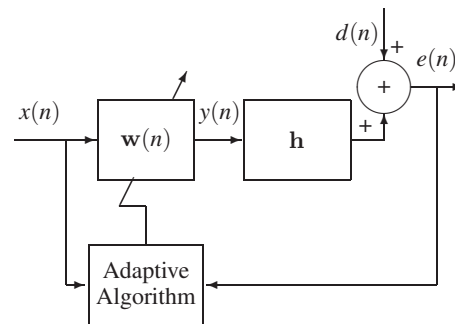 d(n)
+
e(n)
+
x(n)
w(n)
y(n)
+
h
Adaptive
Algorithm